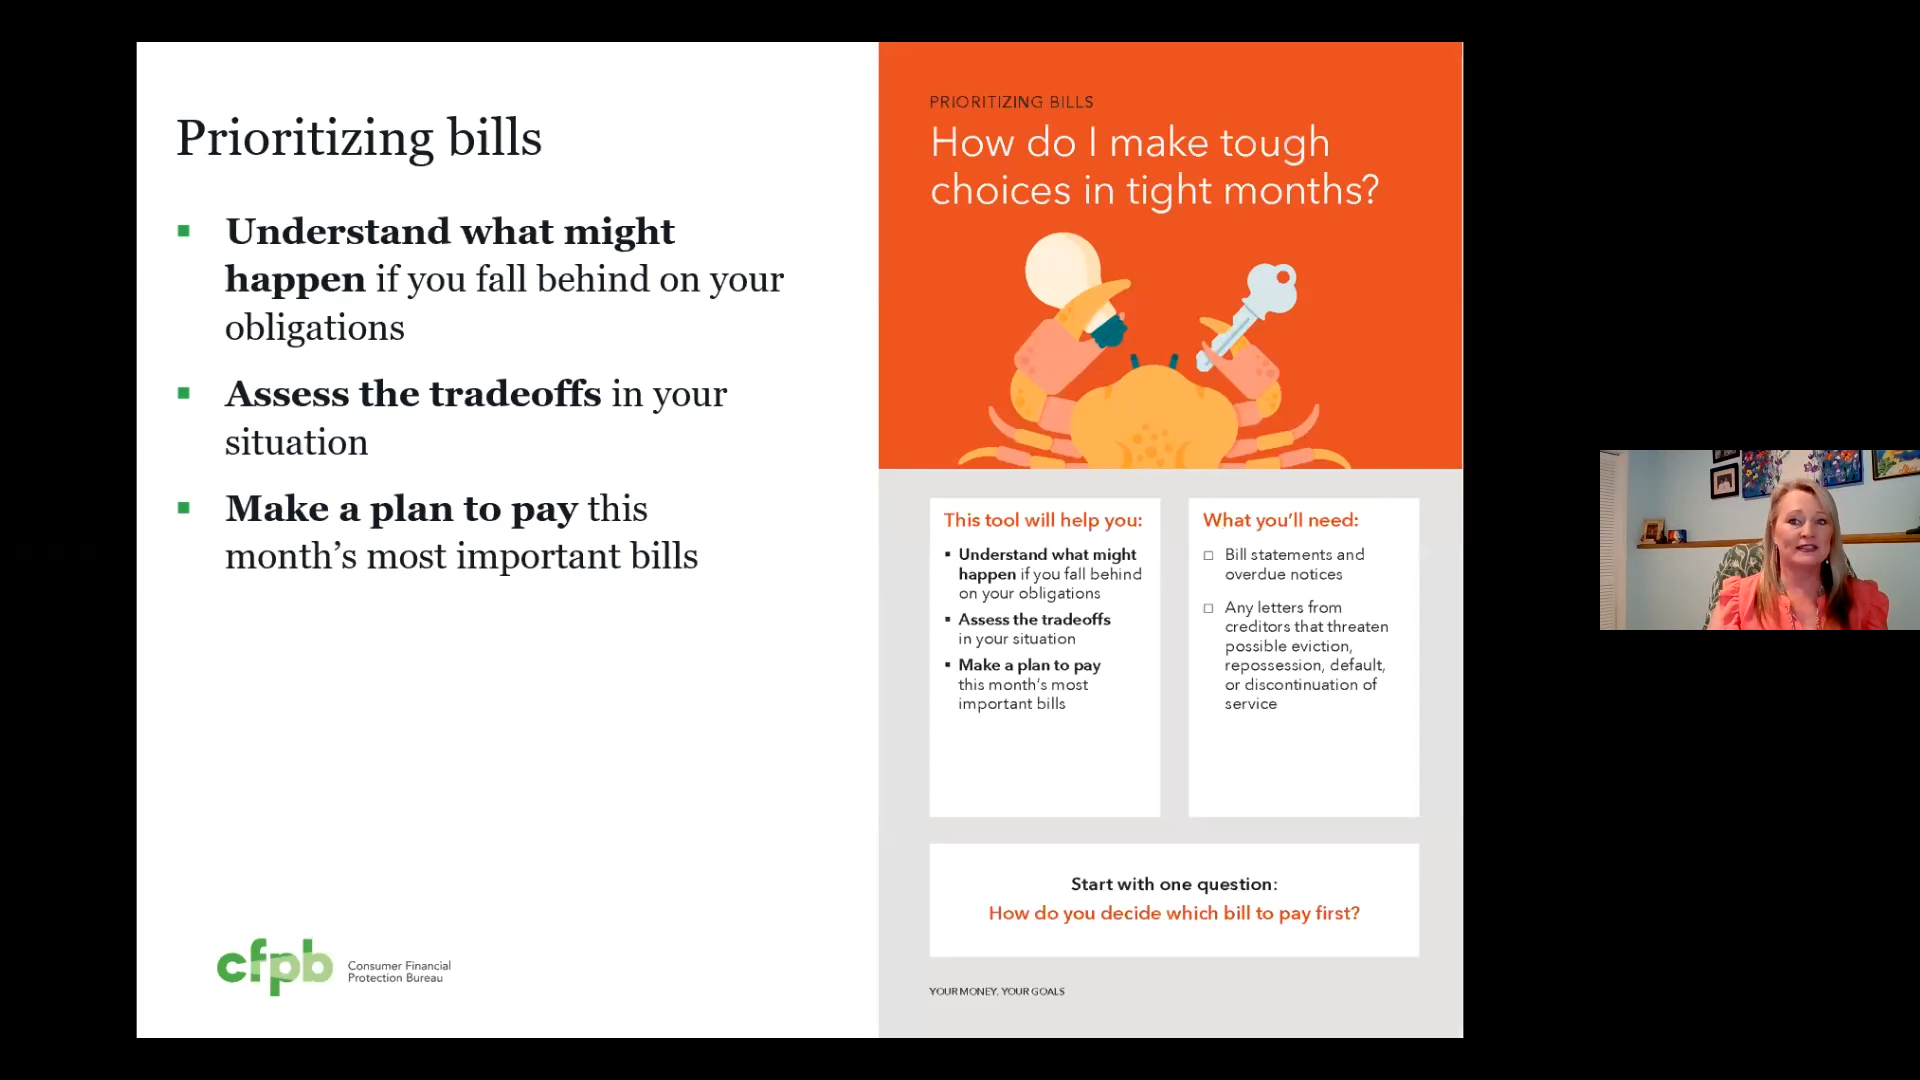 Prioritizing bills
Understand what might
happen if you fall behind on your
obligations
Assess the tradeoffs in your
situation
Make a plan to pay this
month's most important bills
cfpb
Consumer Financial
Protection Bureau
PRIORITIZING BILLS
How do I make tough
choices in tight months?
This tool will help you:
Understand what might
happen if you fall behind
on your obligations
Assess the tradeoffs
in your situation
Make a plan to pay
this month's most
important bills
What you'll need:
Bill statements and
overdue notices
Any letters from
creditors that threaten
possible eviction,
repossession, default,
or discontinuation of
service
Start with one question:
How do you decide which bill to pay first?
YOUR MONEY. YOUR GOALS